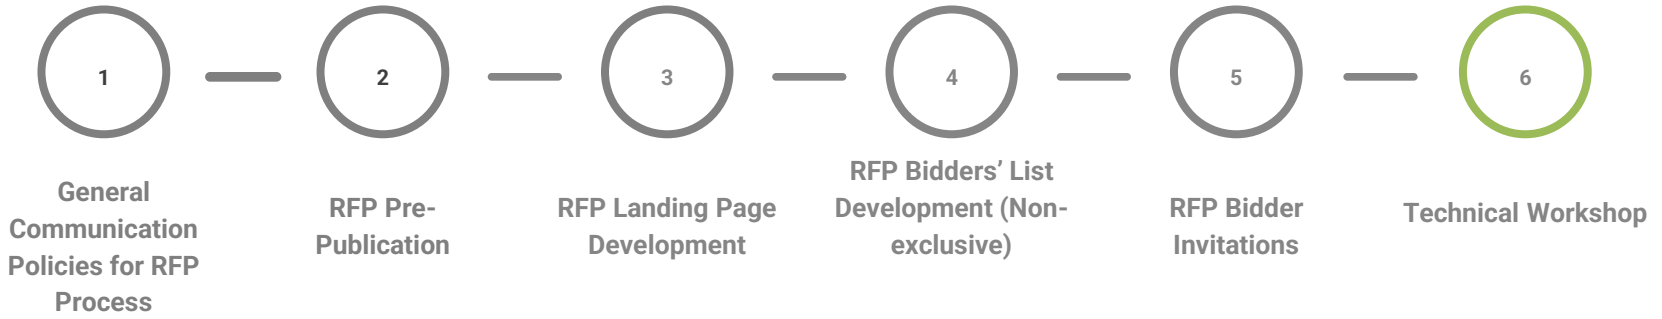 1
2
3
4
5
6
General
Communication
Policies for RFP
Process
RFP Pre-
Publication
RFP Landing Page
Development
RFP Bidders’ List
Development (Non-
exclusive)
RFP Bidder
Invitations
Technical Workshop